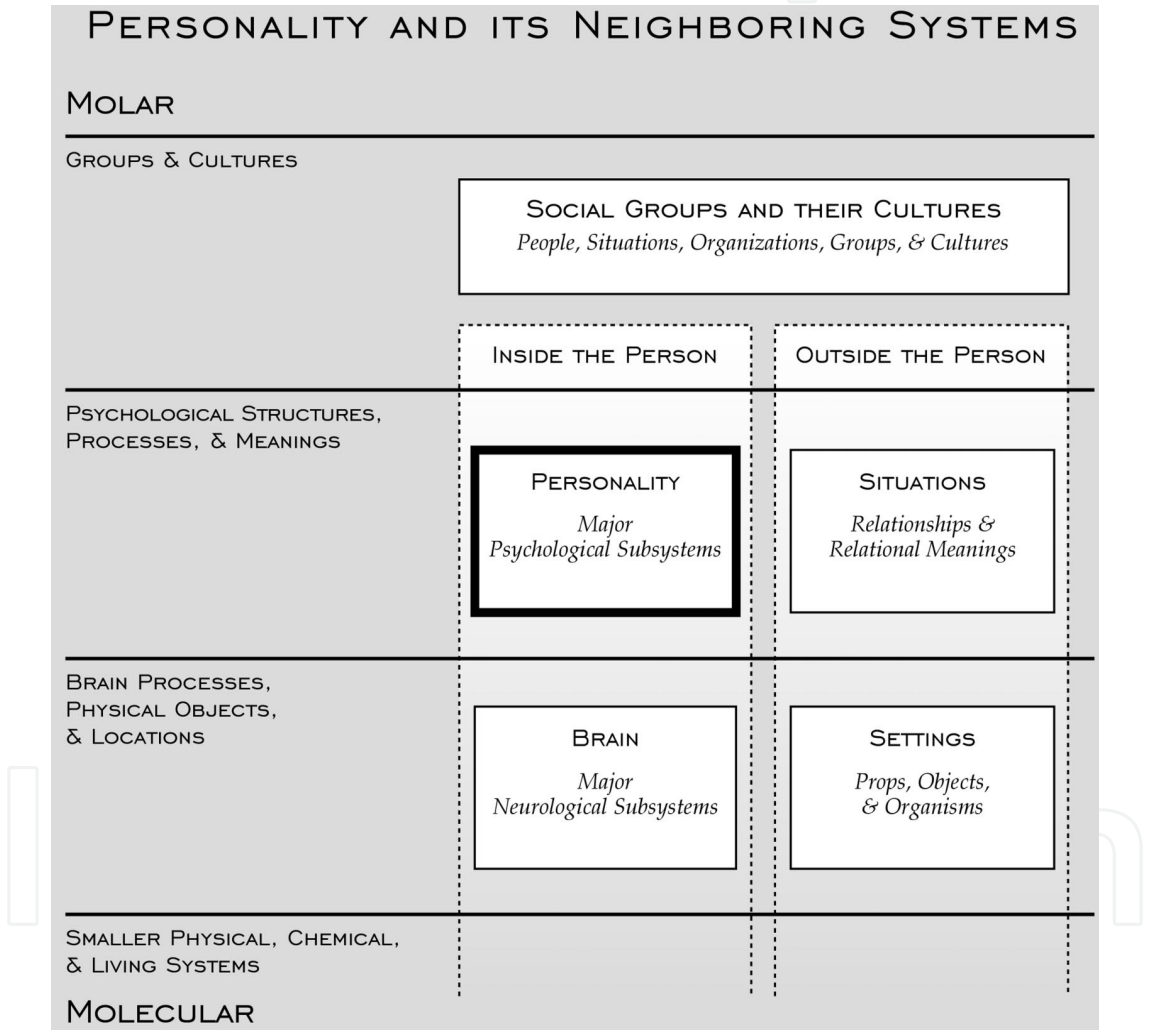 Personality and its Neighboring Systems
Molar
Groups & Cultures
Social Groups and their Cultures
People, Situations, Organizations, Groups, & Cultures
Inside the Person
Outside the Person
Psychological Structures,
Processes, & Meanings
Personality
Major
Psychological Subsystems
Situations
Relationships &
Relational Meanings
Brain Processes,
Physical Objects,
& Locations
Brain
Major
Neurological Subsystems
Settings
Props, Objects,
& Organisms
Smaller Physical, Chemical,
& Living Systems
Molecular